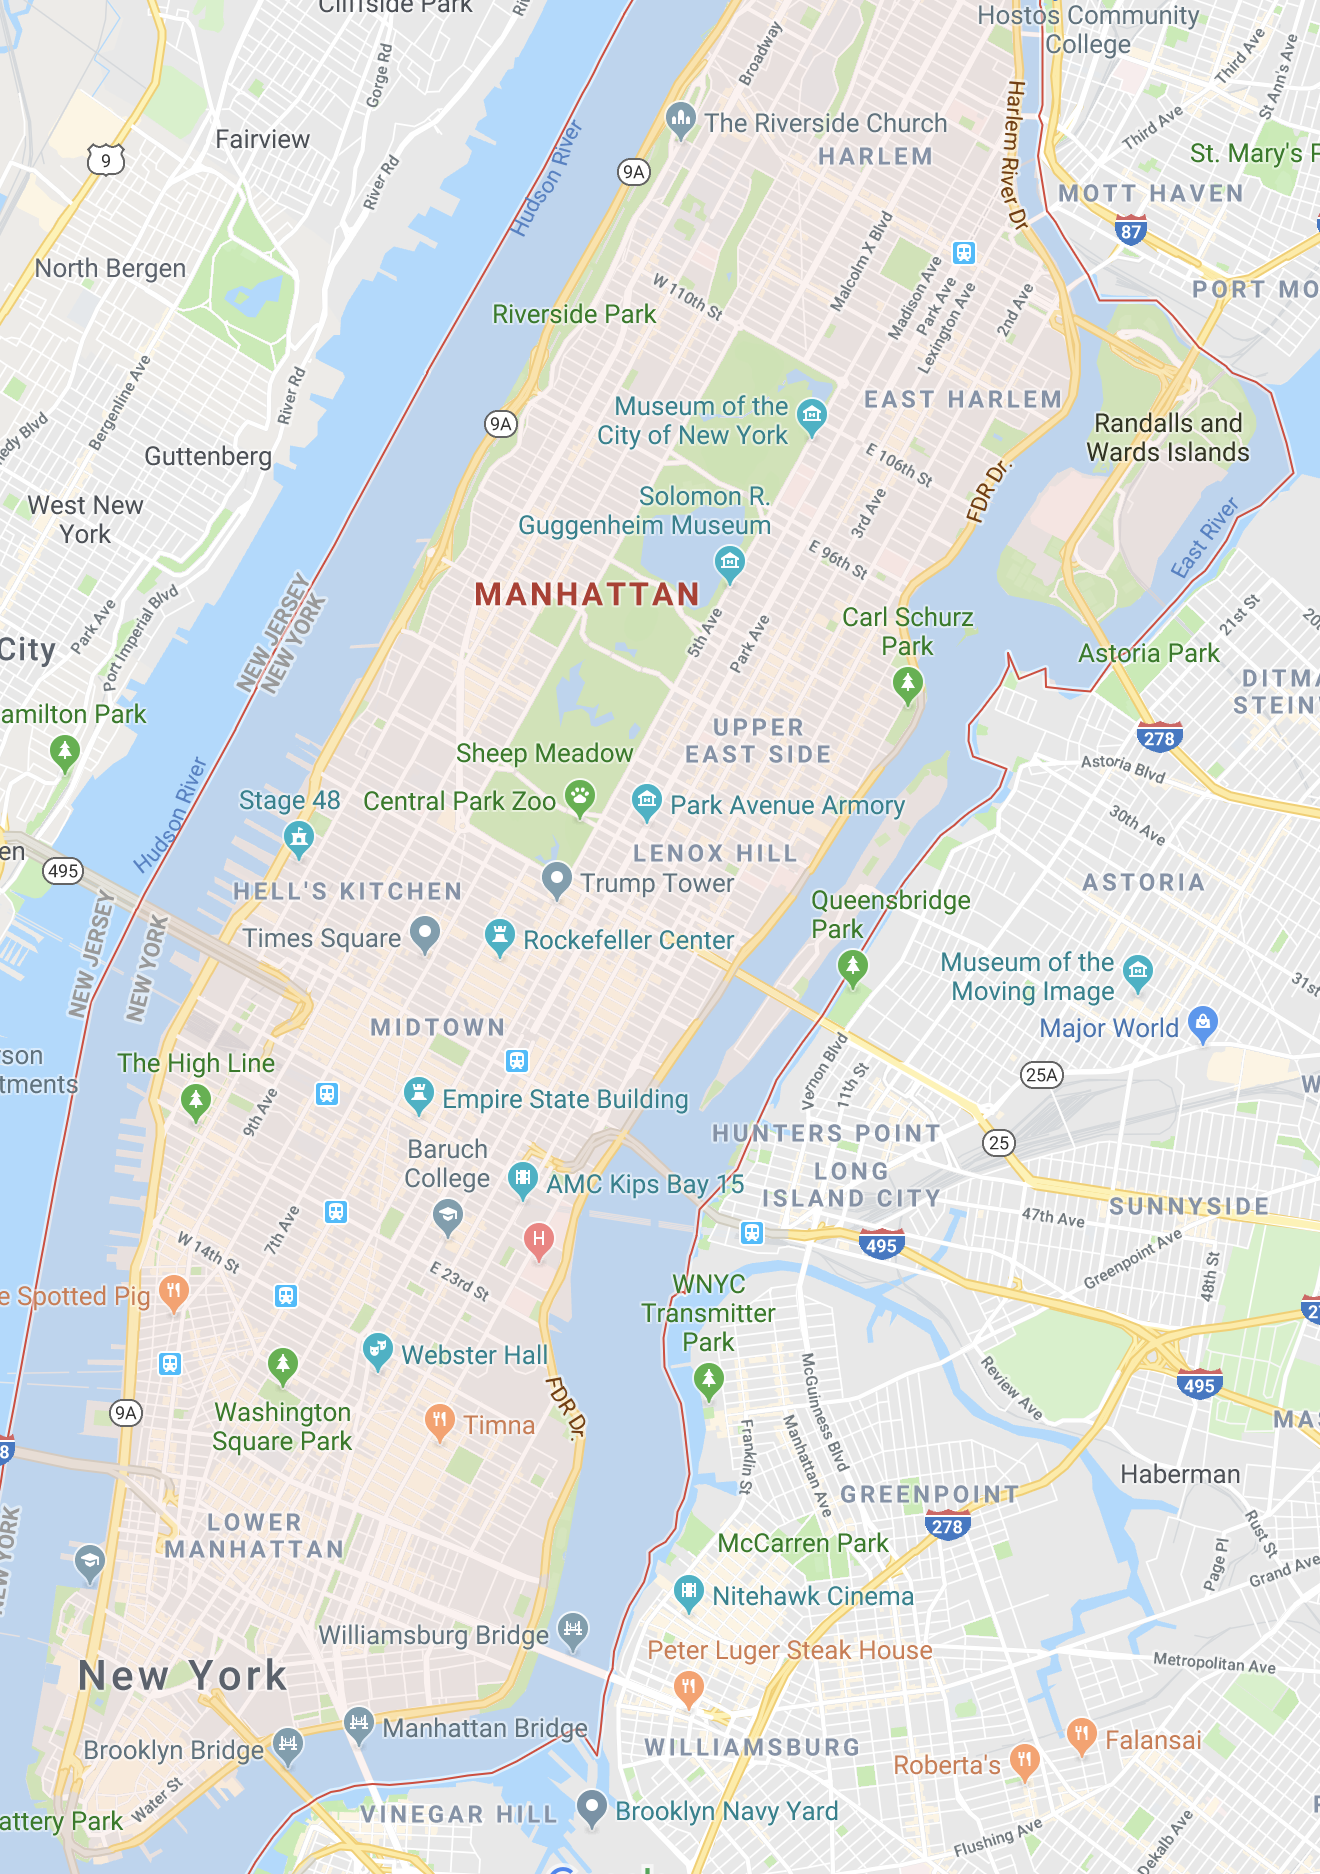 Cliffside Park
Gorge Rd
Broadway
Hostos Community
College
Third Ave
St Ann's Ave
9
Fairview
River Rd
Hudson River
9A
The Riverside Church
HARLEM
Harlem River Dr
Third Ave
St. Mary's P
MOTT HAVEN
87
North Bergen
Riverside Park
W 110th St
Malcolm X Blvd
Madison Ave
Park Ave
Lexington Ave
2nd Ave
PORT MO
Bergenline Ave
River Rd
edy Blvd
Guttenberg
9A
Museum of the
City of New York
EAST HARLEM
Randalls and
Wards Islands
E 106th St
FDR Dr.
West New
York
Solomon R.
Guggenheim Museum
3rd Ave
E 96th St
East River
MANHATTAN
NEW JERSEY
NEW YORK
Park Ave
Port Imperial Blvd
City
5th Ave
Park Ave
Carl Schurz
Park
21st St
20
Astoria Park
DITMA
STEIN
amilton Park
278
UPPER
EAST SIDE
Sheep Meadow
Astoria Blvd
Hudson River
Stage 48
Central Park Zoo
Park Avenue Armory
30th Ave
en
495
LENOX HILL
HELL'S KITCHEN
Trump Tower
ASTORIA
NEW JERSEY
NEW YORK
Times Square
Rockefeller Center
Queensbridge
Park
Museum of the
Moving Image
31st
MIDTOWN
Major World
rson
tments
The High Line
Vernon Blvd
11th St
25A
W
9th Ave
Empire State Building
HUNTERS POINT
25
Baruch
College
AMC Kips Bay 15
LONG
ISLAND CITY
SUNNYSIDE
7th Ave
W 14th St
H
47th Ave
495
Greenpoint Ave
48th St
E 23rd St
e Spotted Pig
WNYC
Transmitter
Park
27
Webster Hall
McGuinness Blvd
Review Ave
495
9A
Washington
Square Park
Timna
FDR Dr.
Franklin St
Manhattan Ave
MAS
8
Haberman
GREENPOINT
278
NEW YORK
LOWER
MANHATTAN
McCarren Park
Rust St
Page Pl
Grand Ave
Nitehawk Cinema
Williamsburg Bridge
Peter Luger Steak House
Metropolitan Ave
New York
Manhattan Bridge
Brooklyn Bridge
WILLIAMSBURG
Roberta's
Falansai
Water St
attery Park
VINEGAR HILL
Brooklyn Navy Yard
Flushing Ave
Dekalb Ave